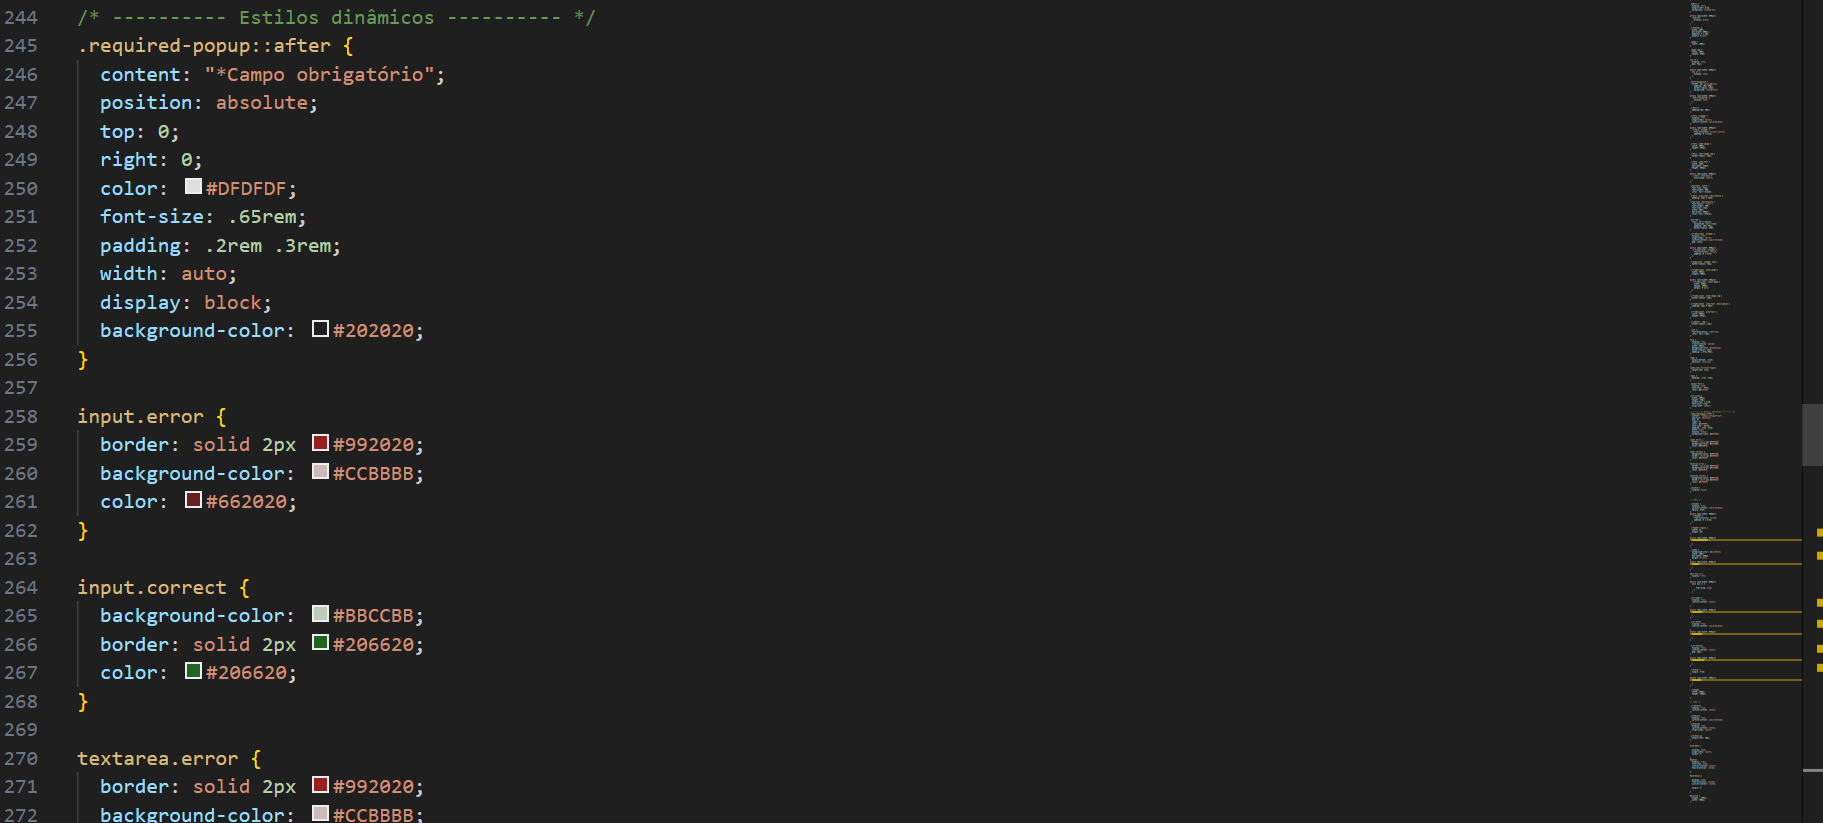 244 /* ---------- Estilos dinâmicos ---------- */
245 .required-popup::after {
246 content: "*Campo obrigatório";
247 position: absolute;
248 top: 0;
249 right: 0;
250 color: #DFDFDF;
251 font-size: .65rem;
252 padding: .2rem .3rem;
253 width: auto;
254 display: block;
255 background-color: #202020;
256 }
257
258 input.error {
259 border: solid 2px #992020;
260 background-color: #CCBBBB;
261 color: #662020;
262 }
263
264 input.correct {
265 background-color: #BBCCBB;
266 border: solid 2px #206620;
267 color: #206620;
268 }
269
270 textarea.error {
271 border: solid 2px #992020;
272 background-color: #CCBBBB;